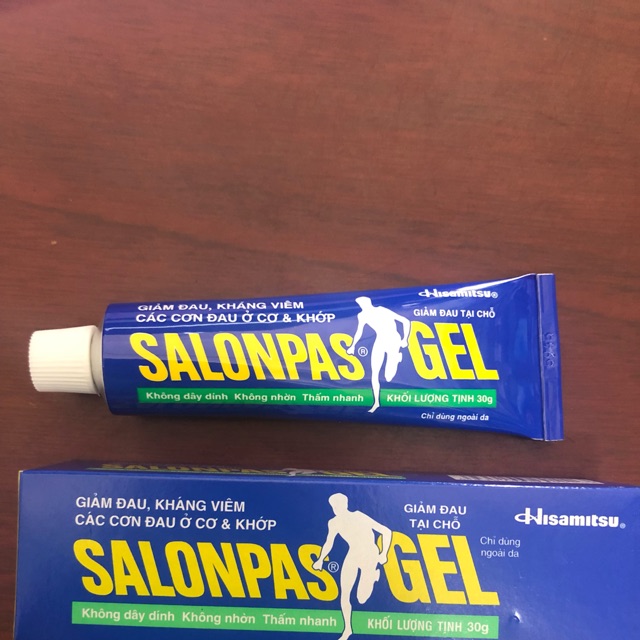 Hisamitsu®
GIẢM ĐAU, KHÁNG VIÊM
CÁC CƠN ĐAU Ở CƠ & KHỚP
GIẢM ĐAU TẠI CHỖ
SALONPAS® GEL
Không dây dính Không nhờn Thấm nhanh
KHỐI LƯỢNG TỊNH 30g
Chỉ dùng ngoài da
GIẢM ĐAU, KHÁNG VIÊM
CÁC CƠN ĐAU Ở CƠ & KHỚP
GIẢM ĐAU
TẠI CHỖ
Hisamitsu®
Chỉ dùng
ngoài da
SALONPAS® GEL
Không dây dính Không nhờn Thấm nhanh
KHỐI LƯỢNG TỊNH 30g